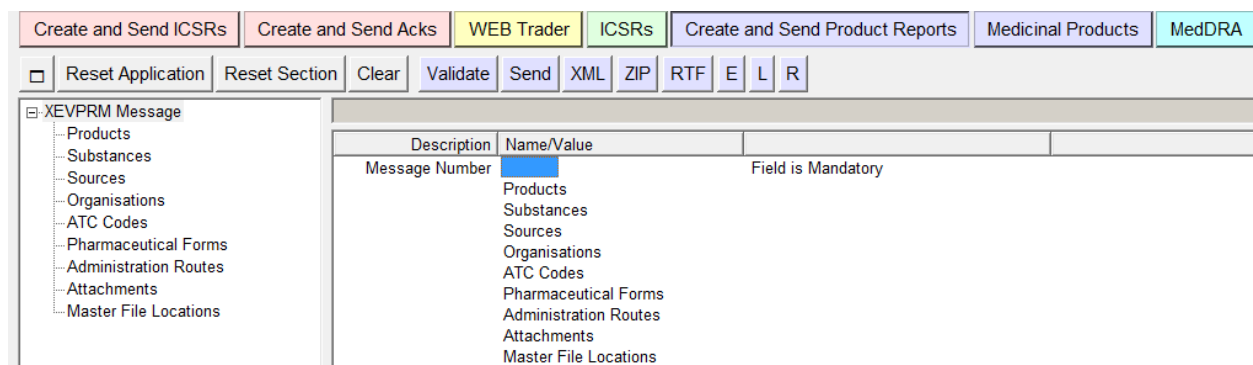 Create and Send ICSRs Create and Send Acks WEB Trader ICSRs Create and Send Product Reports Medicinal Products MedDRA
Reset Application Reset Section Clear Validate Send XML ZIP RTF E L R
XEVPRM Message
Products
Substances
Sources
Organisations
ATC Codes
Pharmaceutical Forms
Administration Routes
Attachments
Master File Locations
Description Name/Value
Message Number Field is Mandatory
Products
Substances
Sources
Organisations
ATC Codes
Pharmaceutical Forms
Administration Routes
Attachments
Master File Locations